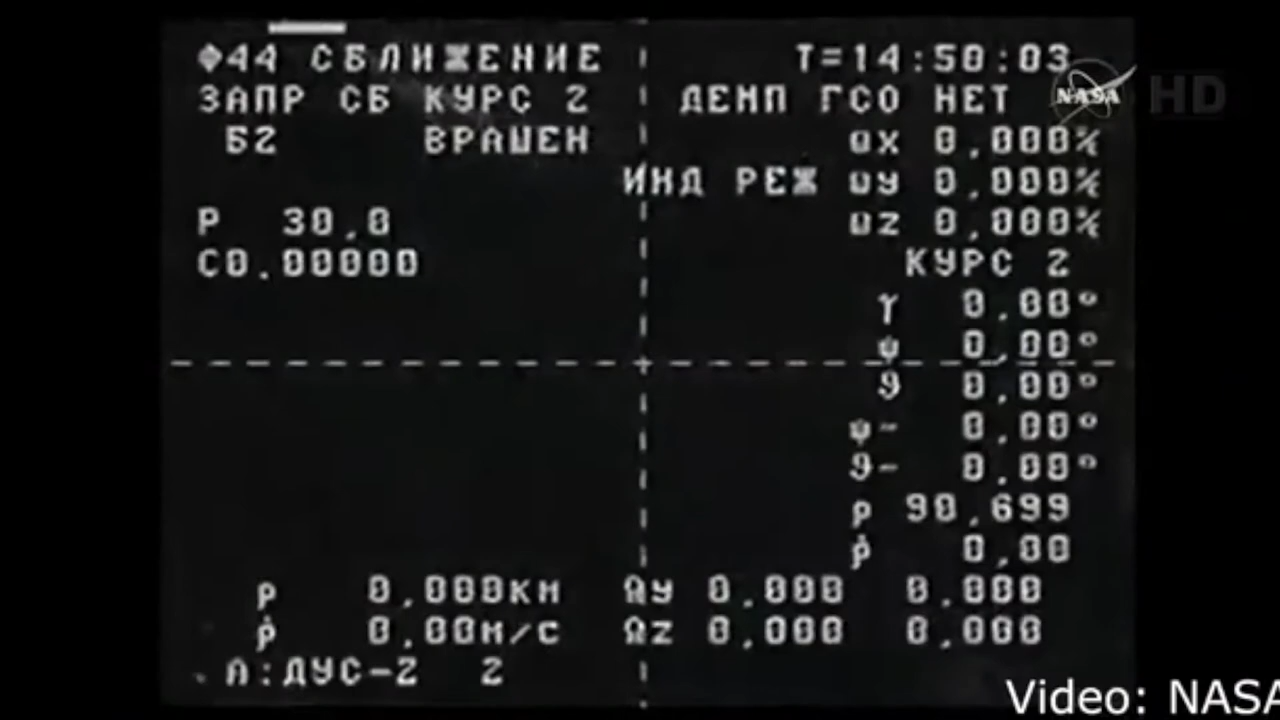 Ф44 СБЛИЖЕНИЕ T=14:50:03
ЗАПР СБ КУРС 2 ДЕМП ГСО НЕТ
Б2 ВРАЩЕН ωx 0,000%
ИНД РЕЖ ωy 0,000%
P 30,0 ωz 0,000%
C0.00000 КУРС 2
γ 0,00°
ψ 0,00°
ϑ 0,00°
ψ- 0,00°
ϑ- 0,00°
ρ 90,699
ρ̇ 0,00
ρ 0,000км Ωy 0,000 0,000
ρ̇ 0,00м/с Ωz 0,000 0,000
А:ДУС-2 2
NASA HD
Video: NASA